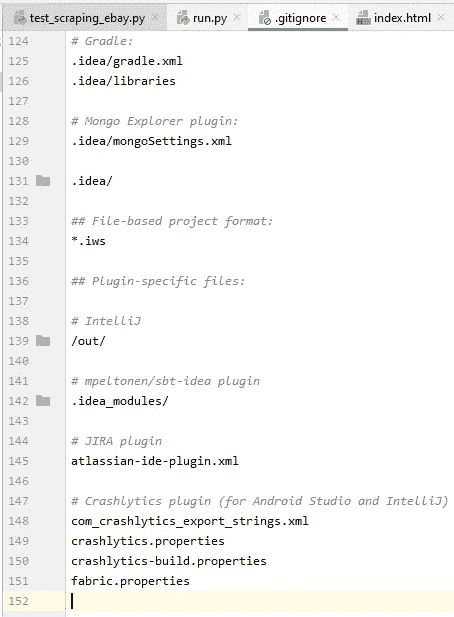 test_scraping_ebay.py run.py .gitignore index.html
124 # Gradle:
125 .idea/gradle.xml
126 .idea/libraries
127
128 # Mongo Explorer plugin:
129 .idea/mongoSettings.xml
130
131 .idea/
132
133 ## File-based project format:
134 *.iws
135
136 ## Plugin-specific files:
137
138 # IntelliJ
139 /out/
140
141 # mpeltonen/sbt-idea plugin
142 .idea_modules/
143
144 # JIRA plugin
145 atlassian-ide-plugin.xml
146
147 # Crashlytics plugin (for Android Studio and IntelliJ)
148 com_crashlytics_export_strings.xml
149 crashlytics.properties
150 crashlytics-build.properties
151 fabric.properties
152